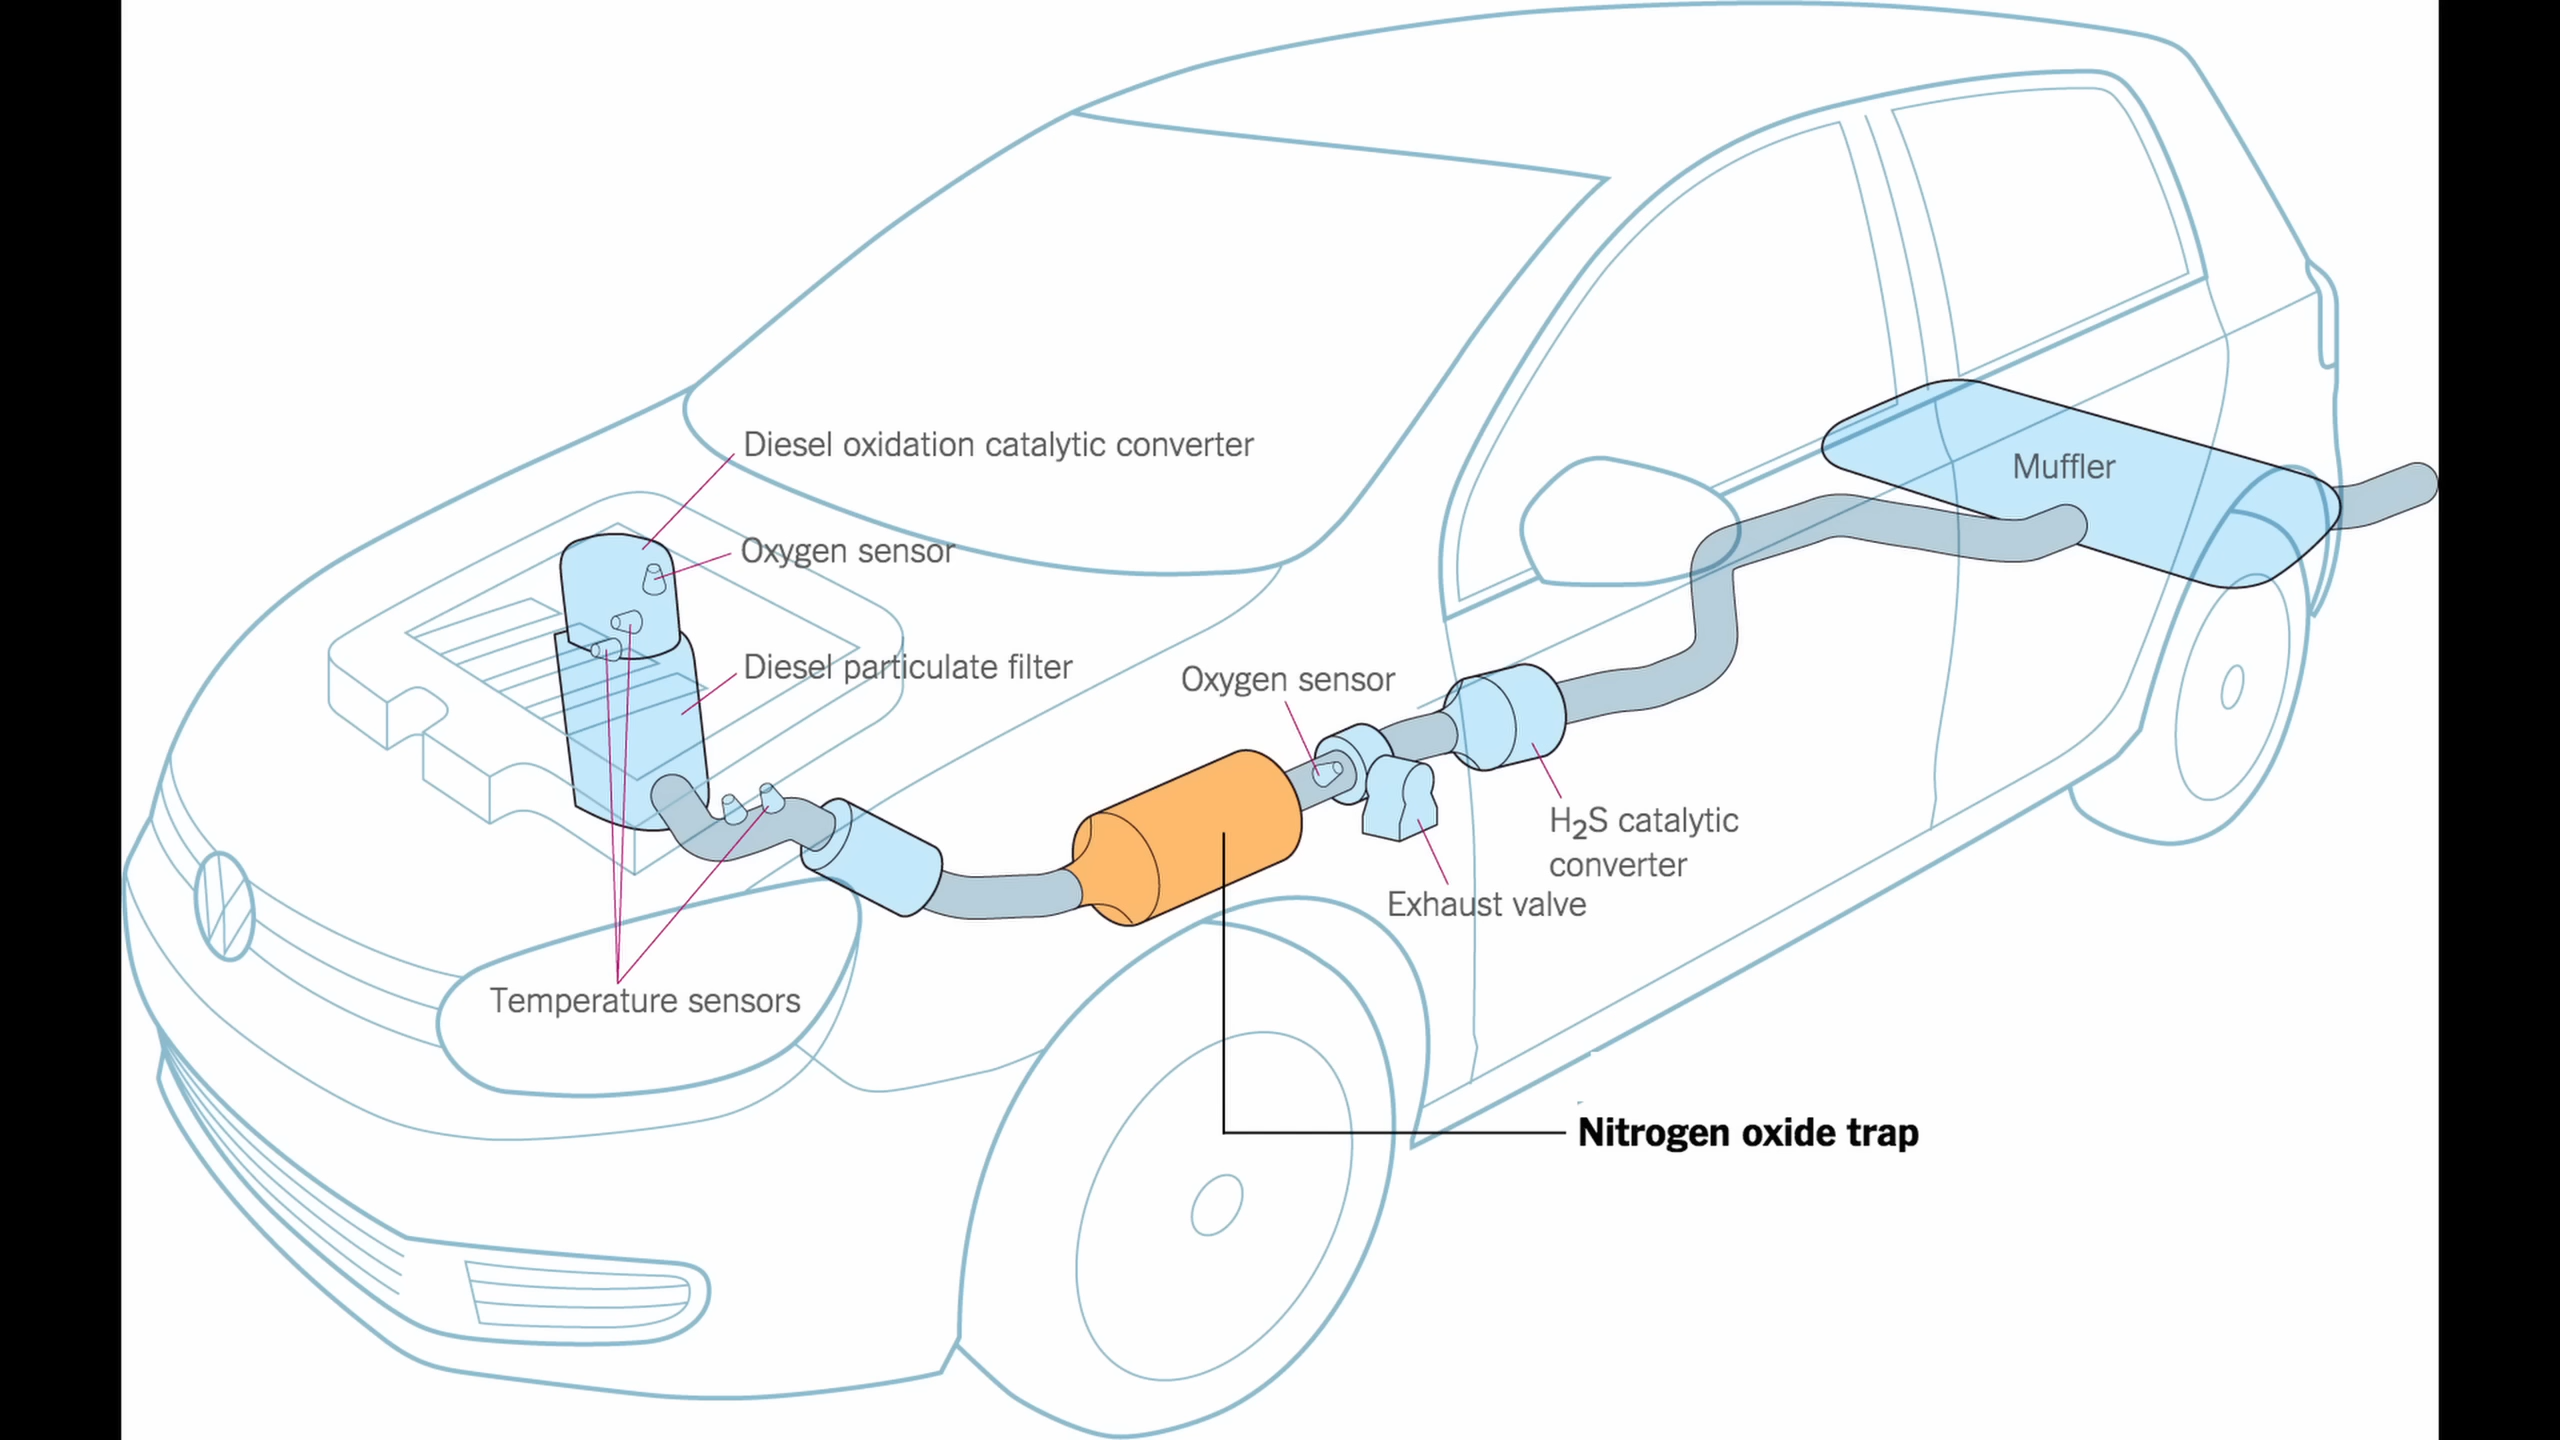 Diesel oxidation catalytic converter
Oxygen sensor
Diesel particulate filter
Temperature sensors
Oxygen sensor
Muffler
H₂S catalytic
converter
Exhaust valve
Nitrogen oxide trap